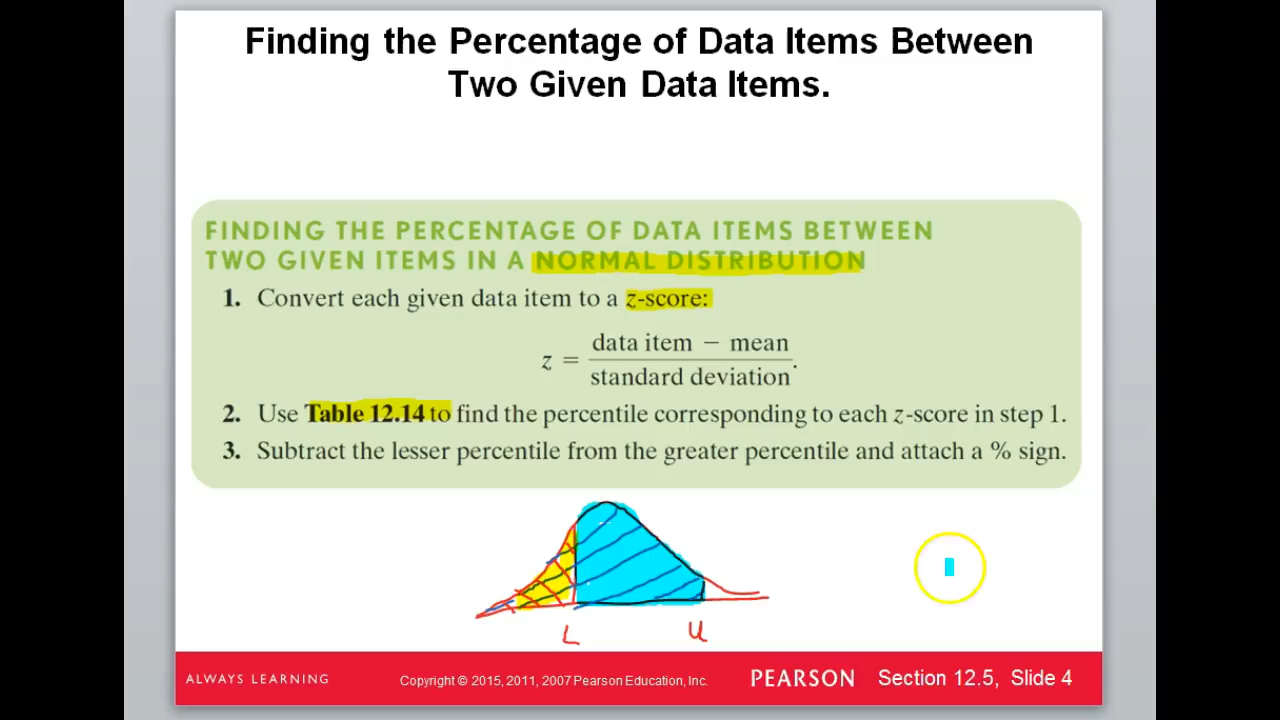 Finding the Percentage of Data Items Between
Two Given Data Items.
FINDING THE PERCENTAGE OF DATA ITEMS BETWEEN
TWO GIVEN ITEMS IN A NORMAL DISTRIBUTION
1. Convert each given data item to a z-score:
z = data item − mean
standard deviation.
2. Use Table 12.14 to find the percentile corresponding to each z-score in step 1.
3. Subtract the lesser percentile from the greater percentile and attach a % sign.
L U
ALWAYS LEARNING Copyright © 2015, 2011, 2007 Pearson Education, Inc. PEARSON Section 12.5, Slide 4